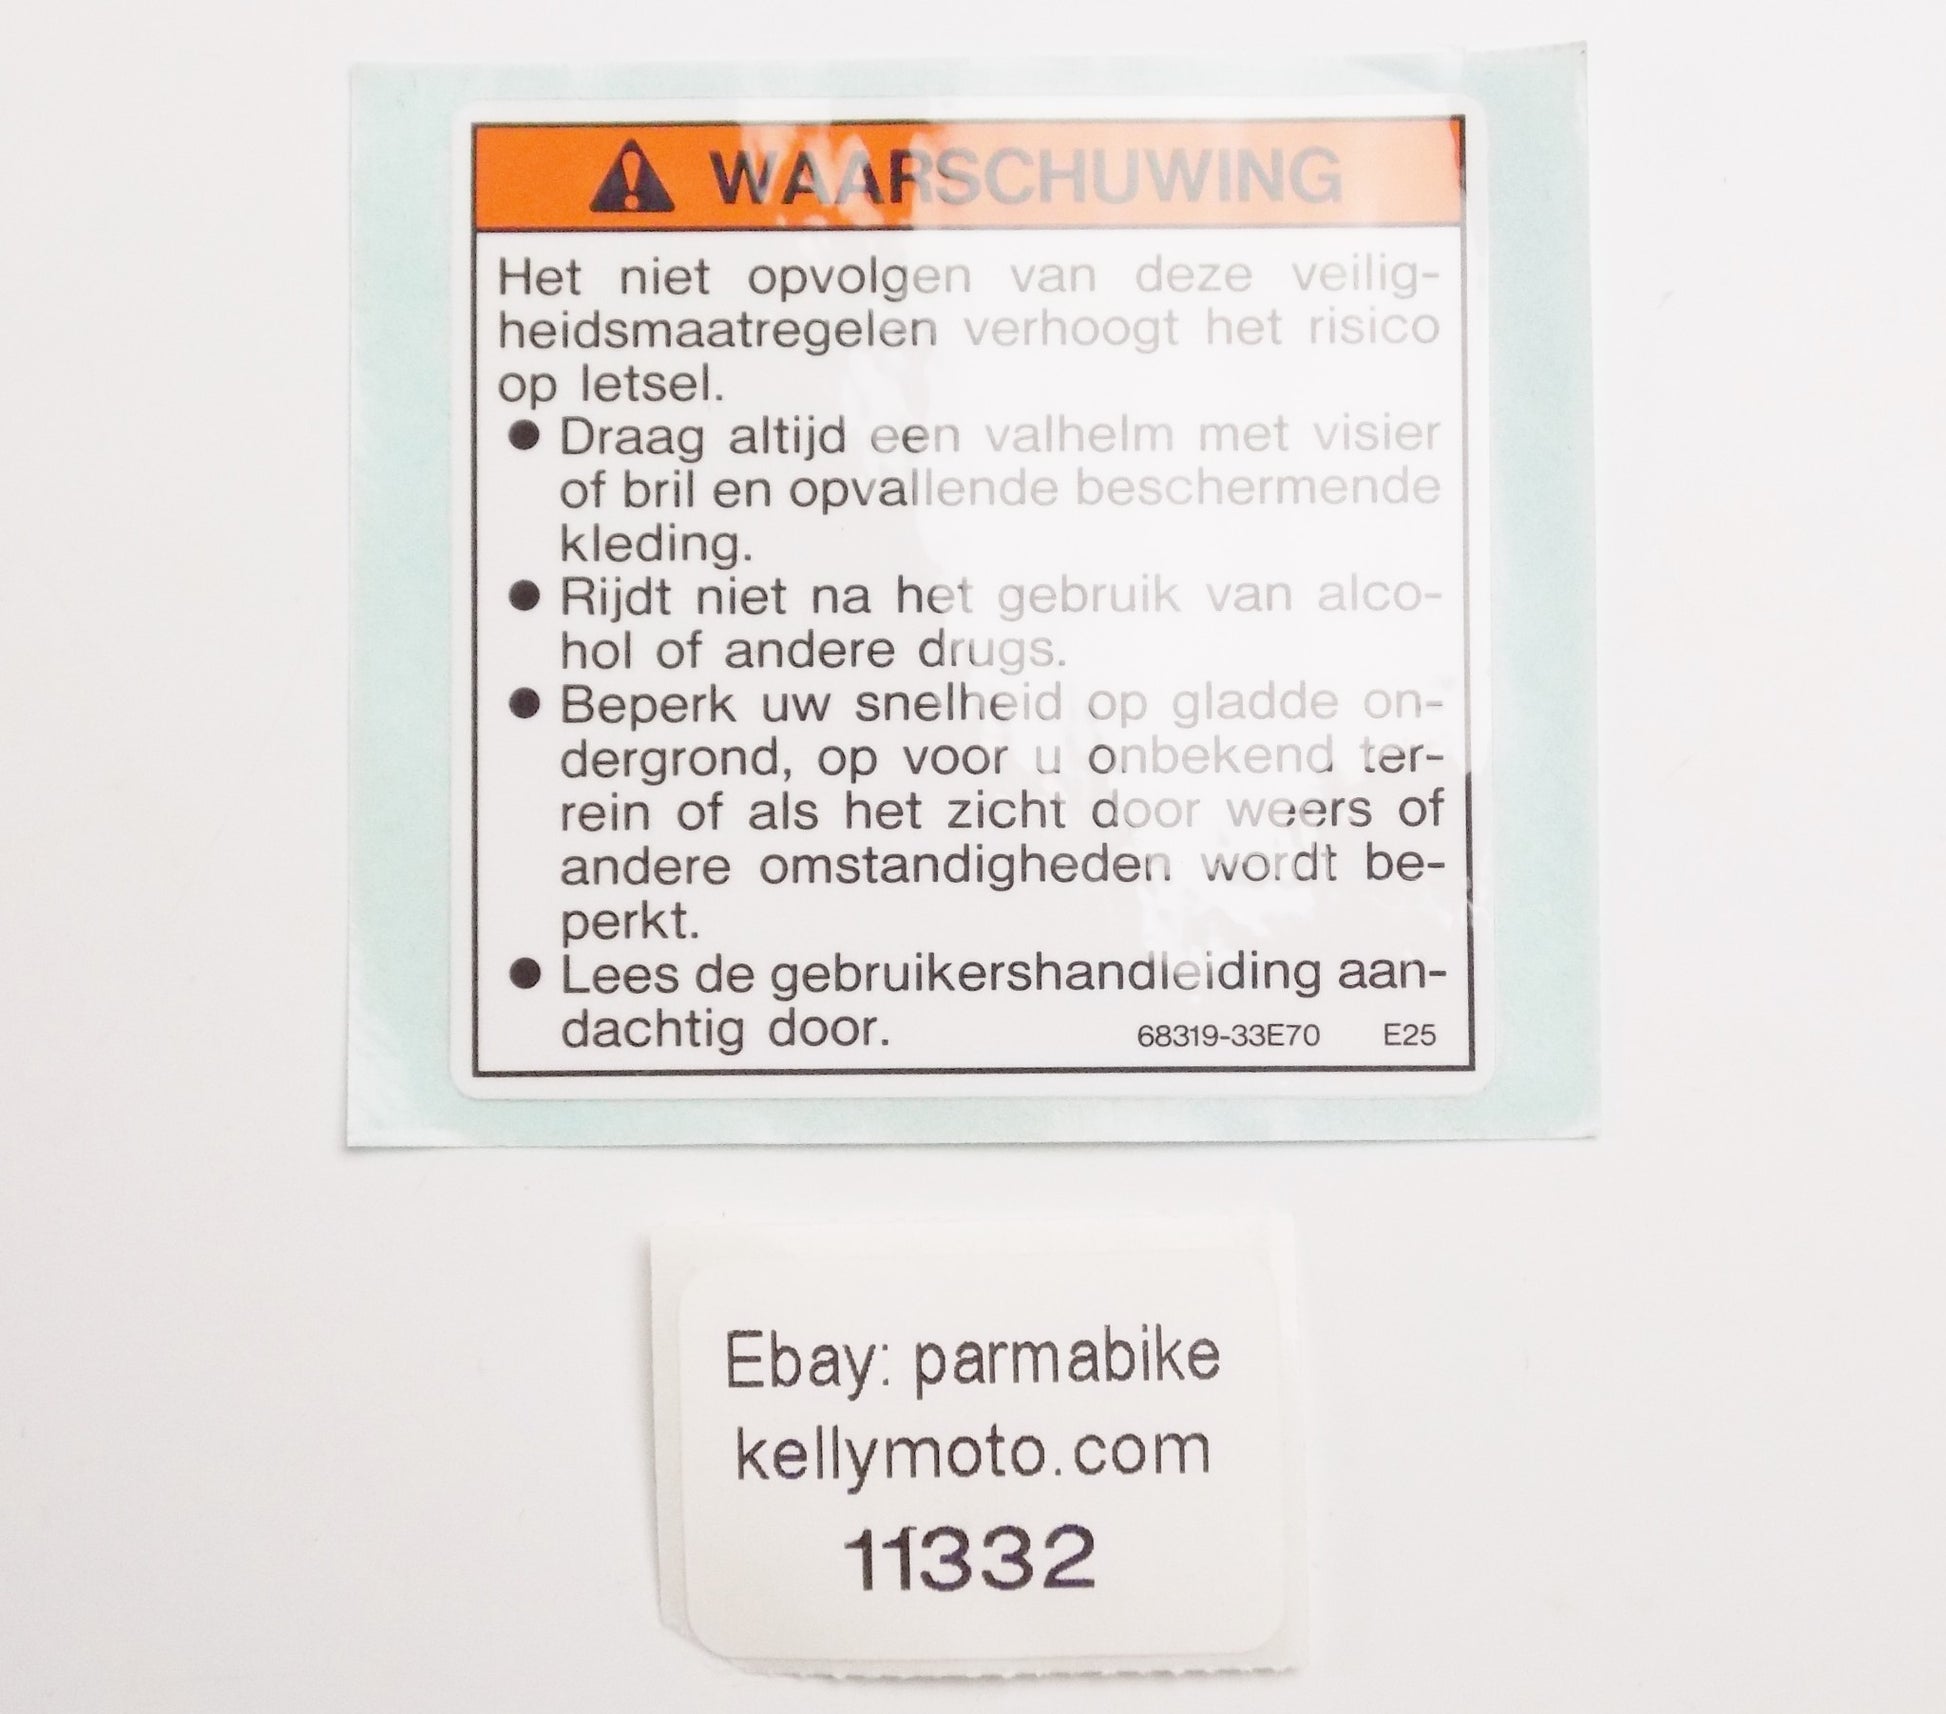 WAARSCHUWING
Het niet opvolgen van deze veilig-
heidsmaatregelen verhoogt het risico
op letsel.
● Draag altijd een valhelm met visier
of bril en opvallende beschermende
kleding.
● Rijdt niet na het gebruik van alco-
hol of andere drugs.
● Beperk uw snelheid op gladde on-
dergrond, op voor u onbekend ter-
rein of als het zicht door weers of
andere omstandigheden wordt be-
perkt.
● Lees de gebruikershandleiding aan-
dachtig door. 68319-33E70 E25
Ebay: parmabike
kellymoto.com
11332